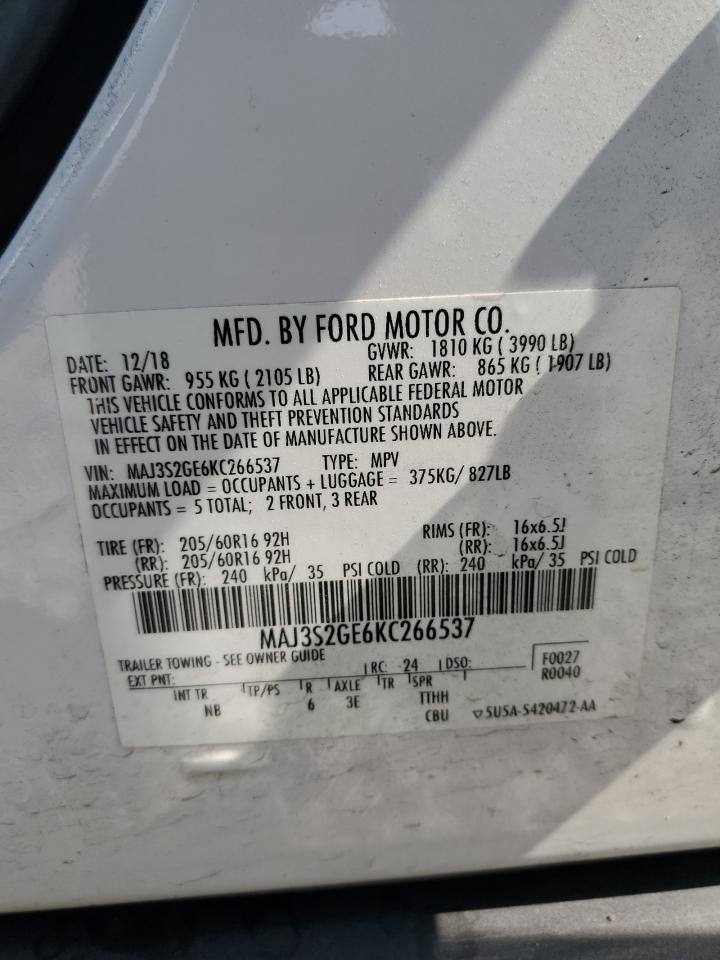 MFD. BY FORD MOTOR CO.
DATE: 12/18 GVWR: 1810 KG ( 3990 LB)
FRONT GAWR: 955 KG ( 2105 LB) REAR GAWR: 865 KG ( 1907 LB)
THIS VEHICLE CONFORMS TO ALL APPLICABLE FEDERAL MOTOR
VEHICLE SAFETY AND THEFT PREVENTION STANDARDS
IN EFFECT ON THE DATE OF MANUFACTURE SHOWN ABOVE.
VIN: MAJ3S2GE6KC266537 TYPE: MPV
MAXIMUM LOAD = OCCUPANTS + LUGGAGE = 375KG/ 827LB
OCCUPANTS = 5 TOTAL; 2 FRONT, 3 REAR
TIRE (FR): 205/60R16 92H RIMS (FR): 16x6.5J
(RR): 205/60R16 92H (RR): 16x6.5J
PRESSURE (FR): 240 kPa/ 35 PSI COLD (RR): 240 kPa/ 35 PSI COLD
MAJ3S2GE6KC266537
TRAILER TOWING - SEE OWNER GUIDE
EXT PNT: RC: 24 DSO: F0027
R0040
INT TR TP/PS R AXLE TR SPR
NB 6 3E TTHH
CBU 5U5A-S420472-AA